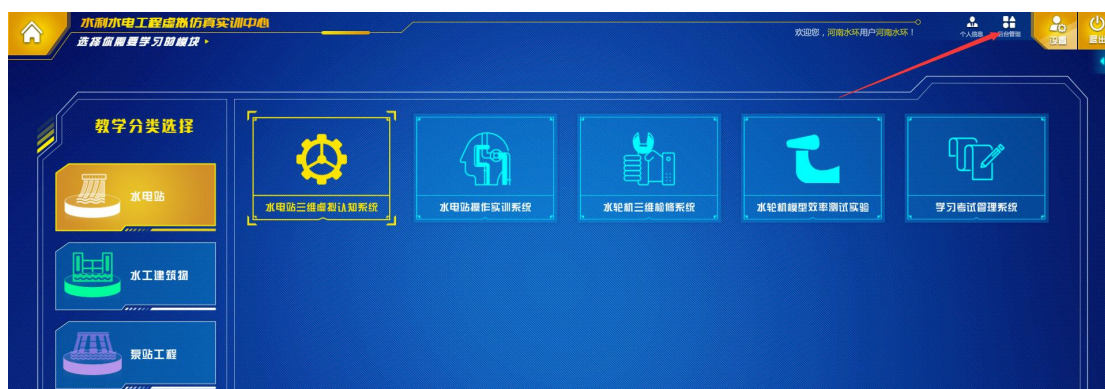 水利水电工程虚拟仿真实训中心
选择你需要学习的模块
欢迎您，河南水环用户河南水环！
个人信息
后台管理
设置
退出
教学分类选择
水电站
水工建筑物
泵站工程
水电站三维虚拟认知系统
水电站操作实训系统
水轮机三维检修系统
水轮机模型效率测试实验
学习考试管理系统